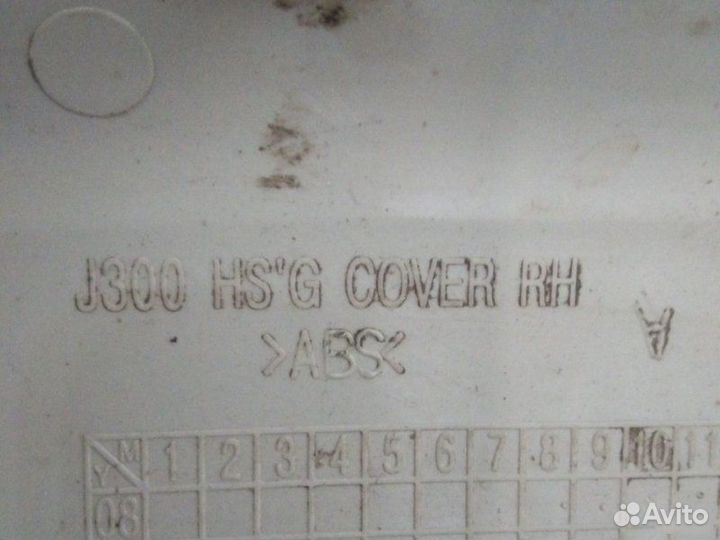 J300 HS'G COVER RH
>ABS<
A
M 1 2 3 4 5 6 7 8 9 10 11
Y
08
Avito